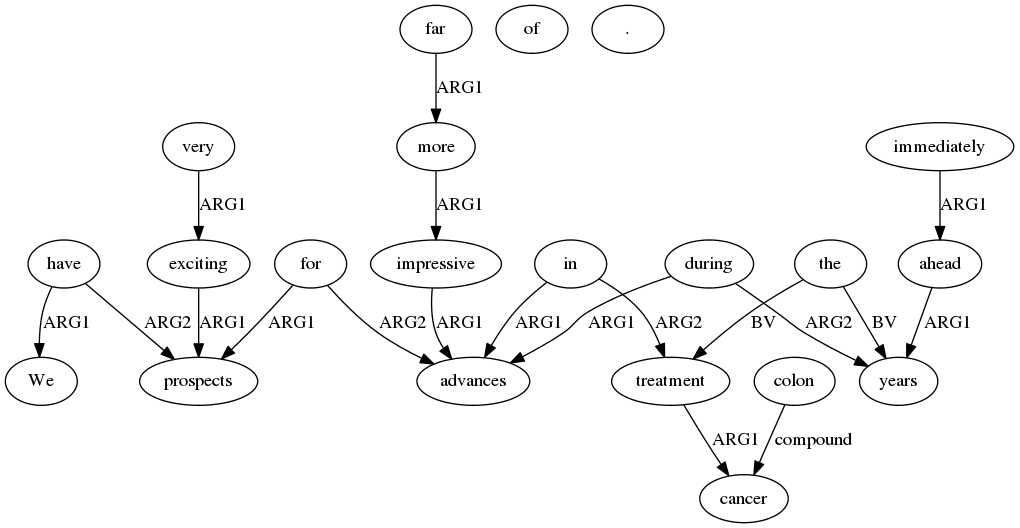 far of .
ARG1
very more immediately
ARG1 ARG1 ARG1
have exciting for impressive in during the ahead
ARG1 ARG2 ARG1 ARG1 ARG2 ARG1 ARG1 ARG1 ARG2 BV ARG2 BV ARG1
We prospects advances treatment colon years
ARG1 compound
cancer